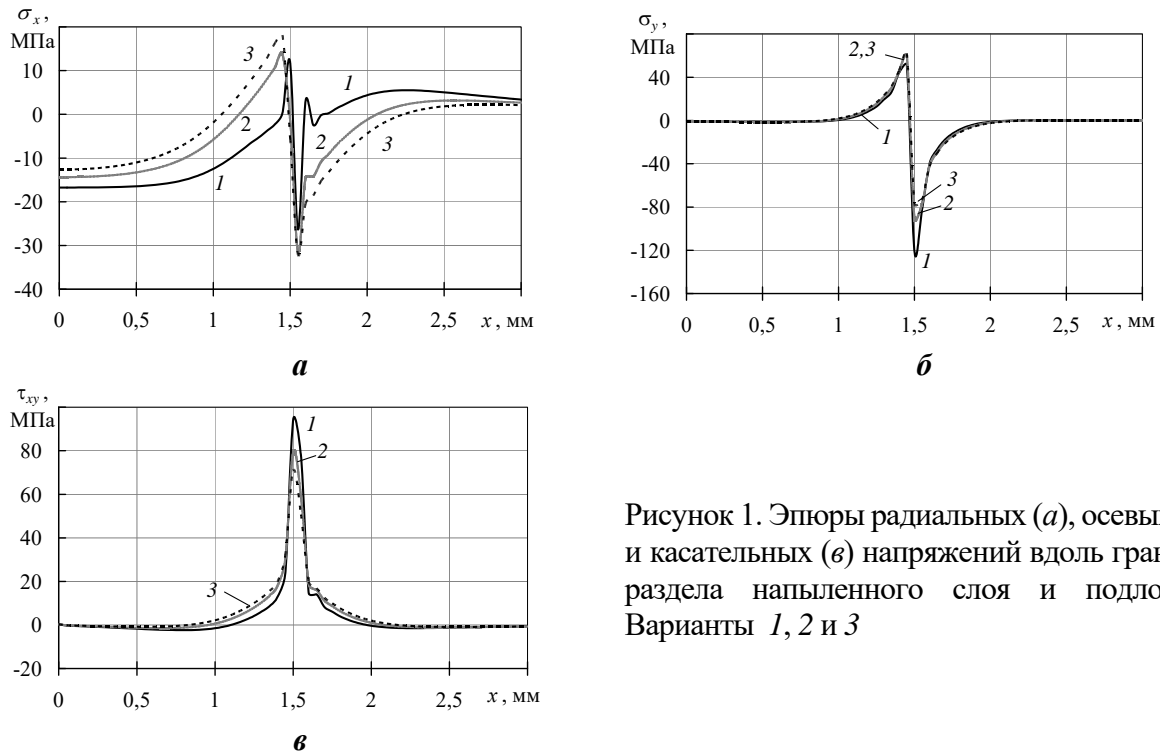 σx ,
МПа
10
0
-10
-20
-30
-40
0 0,5 1 1,5 2 2,5 x , мм
3
2
1
1
2
3
а
σy ,
МПа
40
0
-40
-80
-120
-160
0 0,5 1 1,5 2 x , мм
2,3
1
3
2
1
б
τxy ,
МПа
80
60
40
20
0
-20
0 0,5 1 1,5 2 2,5 x , мм
1
2
3
в
Рисунок 1. Эпюры радиальных (а), осевы
и касательных (в) напряжений вдоль гран
раздела напыленного слоя и подло
Варианты 1, 2 и 3